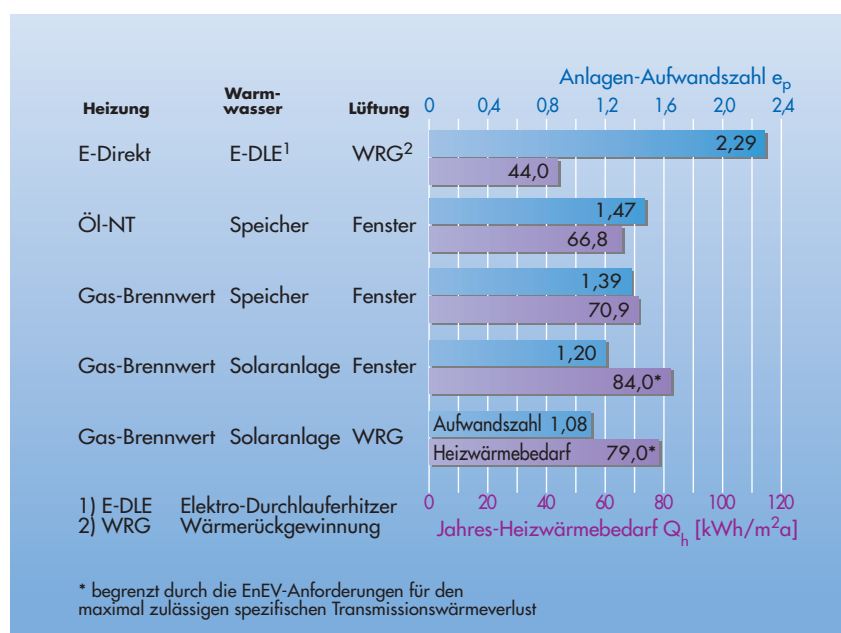 Anlagen-Aufwandszahl ep
Heizung Warm-wasser Lüftung 0 0,4 0,8 1,2 1,6 2,0 2,4
E-Direkt E-DLE1 WRG2 2,29
44,0
Öl-NT Speicher Fenster 1,47
66,8
Gas-Brennwert Speicher Fenster 1,39
70,9
Gas-Brennwert Solaranlage Fenster 1,20
84,0*
Gas-Brennwert Solaranlage WRG Aufwandszahl 1,08
Heizwärmebedarf 79,0*
0 20 40 60 80 100 120
Jahres-Heizwärmebedarf Qh [kWh/m2a]
1) E-DLE Elektro-Durchlauferhitzer
2) WRG Wärmerückgewinnung
* begrenzt durch die EnEV-Anforderungen für den
maximal zulässigen spezifischen Transmissionswärmeverlust